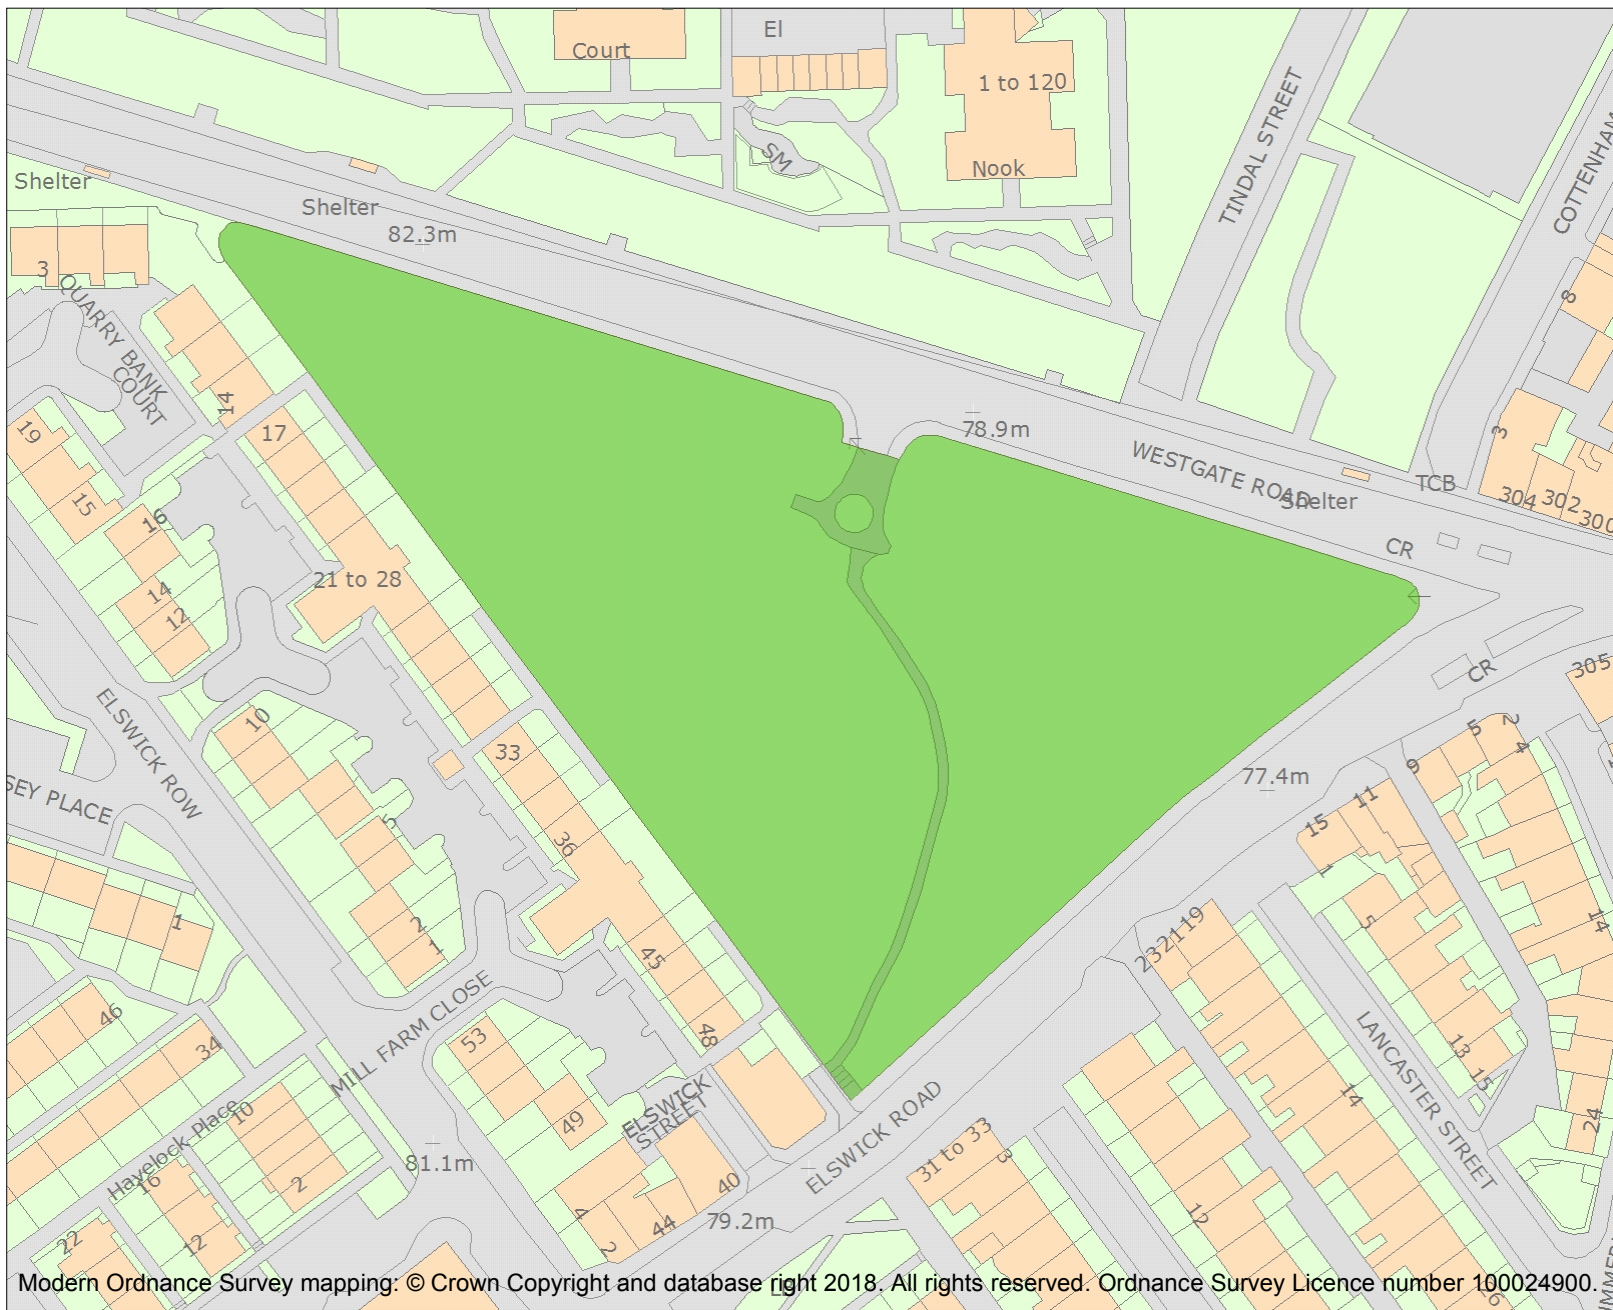 El
Court
1 to 120
TINDAL STREET
COTTENHAM
SM
Nook
Shelter
Shelter
82.3m
3
QUARRY BANK
COURT
8
14
17
19
15
16
78.9m
WESTGATE ROAD
Shelter
TCB
3
304
302
300
CR
21 to 28
14
12
CR
305
ELSWICK ROW
10
33
5
2
4
9
77.4m
11
15
1
SEY PLACE
5
36
1
2
1
45
232119
5
14
46
34
MILL FARM CLOSE
53
48
LANCASTER STREET
13
15
14
24
Havelock Place
10
49
ELSWICK
STREET
ELSWICK ROAD
31 to 33
3
81.1m
16
2
40
79.2m
4
44
2
12
22
12
26
Modern Ordnance Survey mapping: © Crown Copyright and database right 2018. All rights reserved. Ordnance Survey Licence number 100024900.